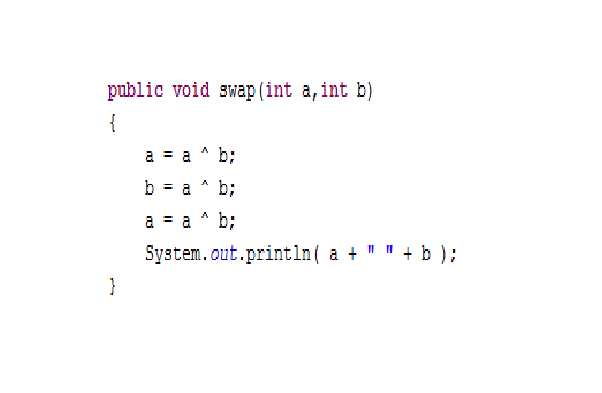 public void swap(int a,int b)
{
a = a ^ b;
b = a ^ b;
a = a ^ b;
System.out.println( a + " " + b );
}